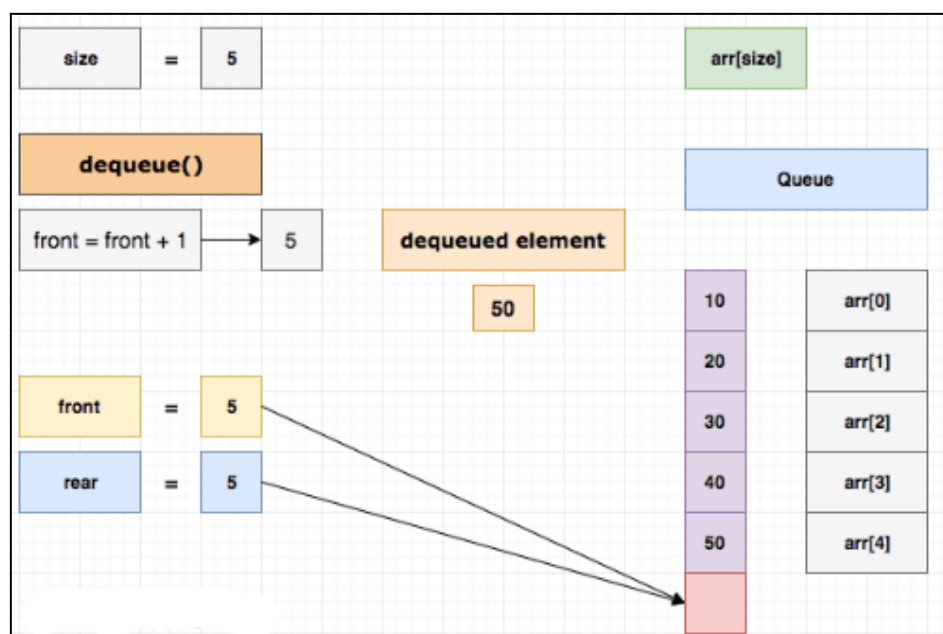 size = 5 arr[size]
dequeue()
Queue
front = front + 1 5 dequeued element
50
10 arr[0]
20 arr[1]
front = 5
30 arr[2]
rear = 5
40 arr[3]
50 arr[4]